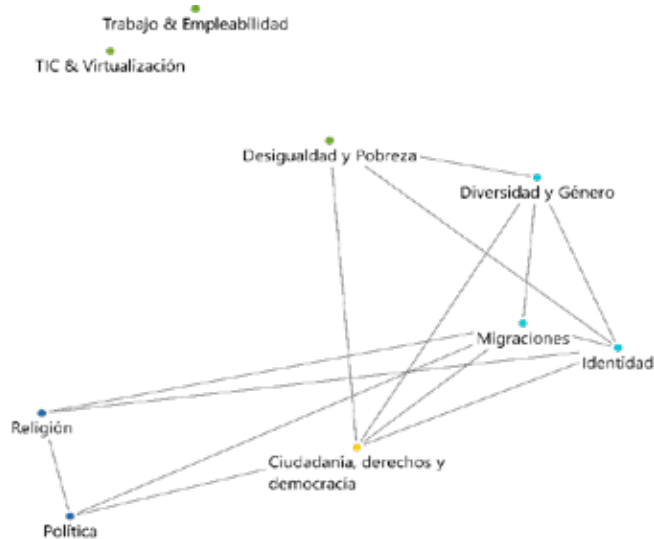 Trabajo & Empleabilidad
TIC & Virtualización
Desigualdad y Pobreza
Diversidad y Género
Migraciones
Identidad
Religión
Ciudadanía, derechos y
democracia
Política